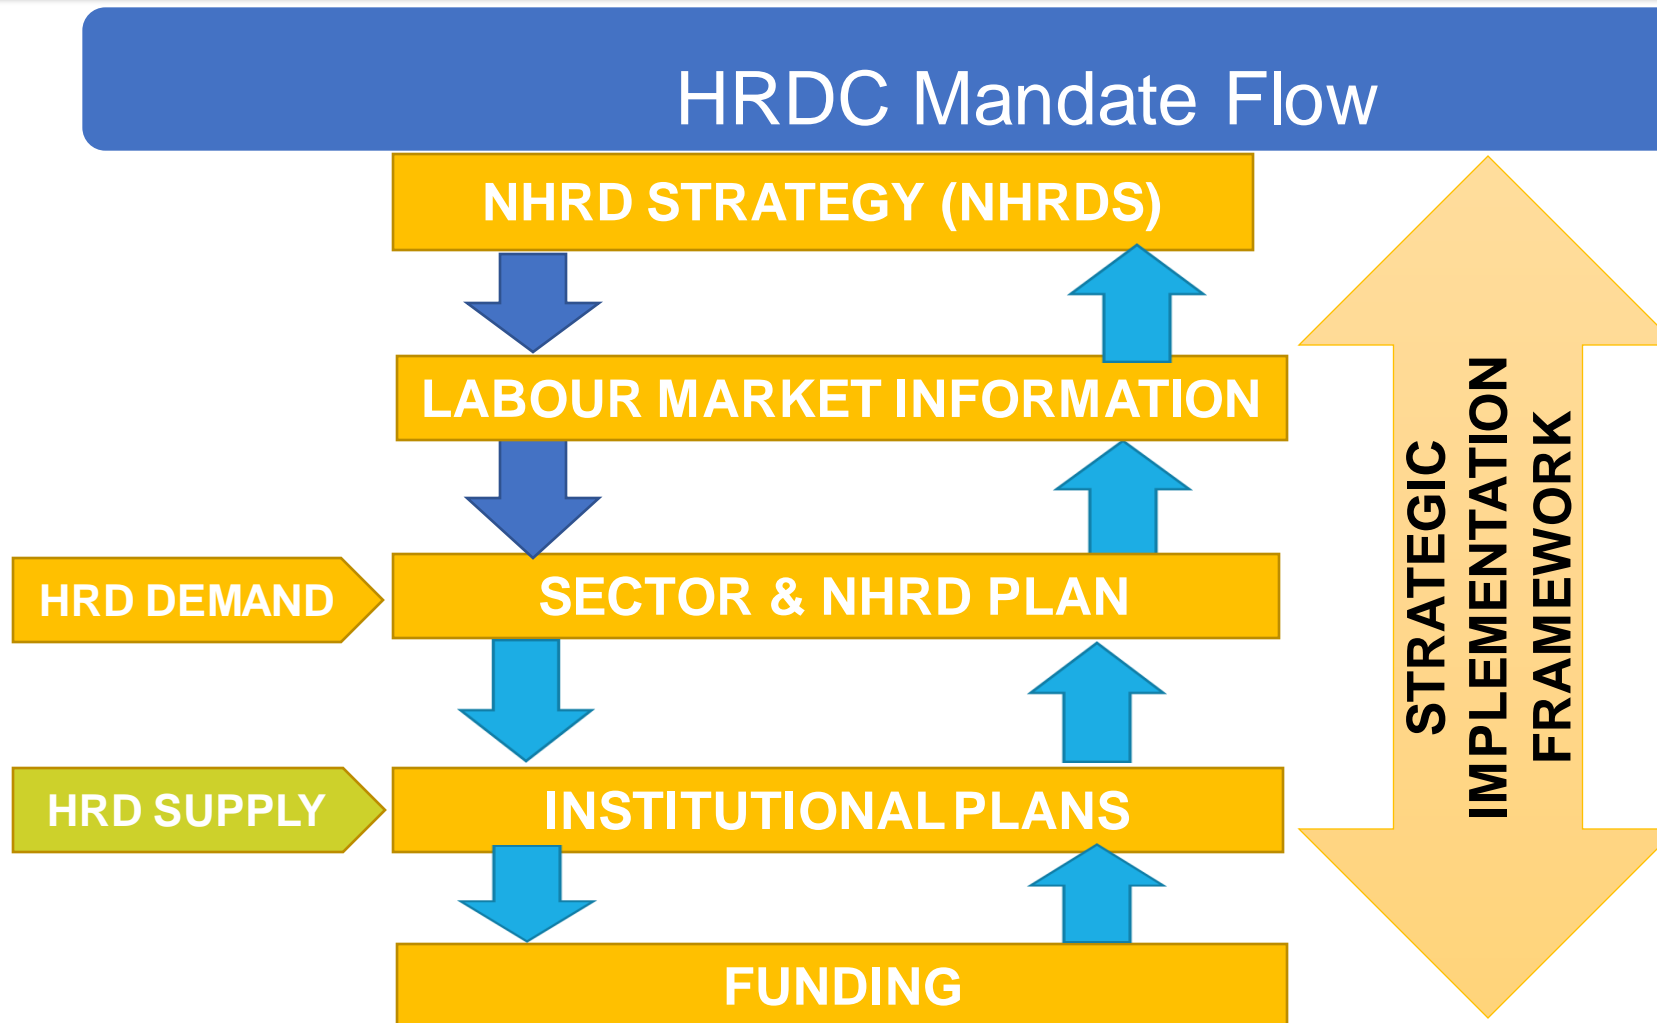 HRDC Mandate Flow
NHRD STRATEGY (NHRDS)
LABOUR MARKET INFORMATION
HRD DEMAND
SECTOR & NHRD PLAN
HRD SUPPLY
INSTITUTIONAL PLANS
FUNDING
STRATEGIC
IMPLEMENTATION
FRAMEWORK